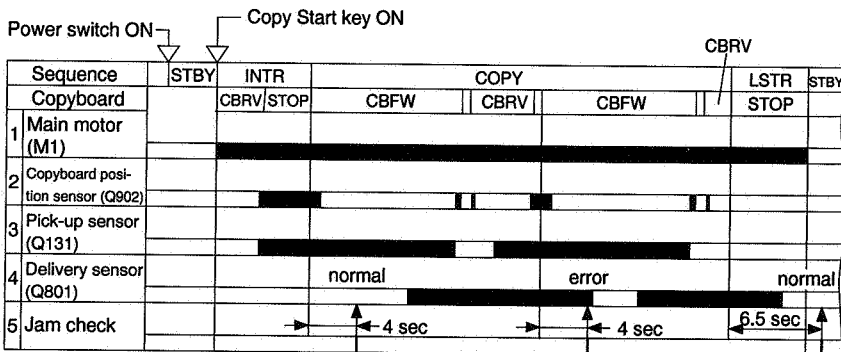 Power switch ON
Copy Start key ON
CBRV
Sequence STBY INTR COPY LSTR STBY
Copyboard CBRV STOP CBFW CBRV CBFW STOP
1 Main motor
(M1)
2 Copyboard posi-
tion sensor (Q902)
3 Pick-up sensor
(Q131)
4 Delivery sensor
(Q801)
normal error normal
5 Jam check 4 sec 4 sec 6.5 sec